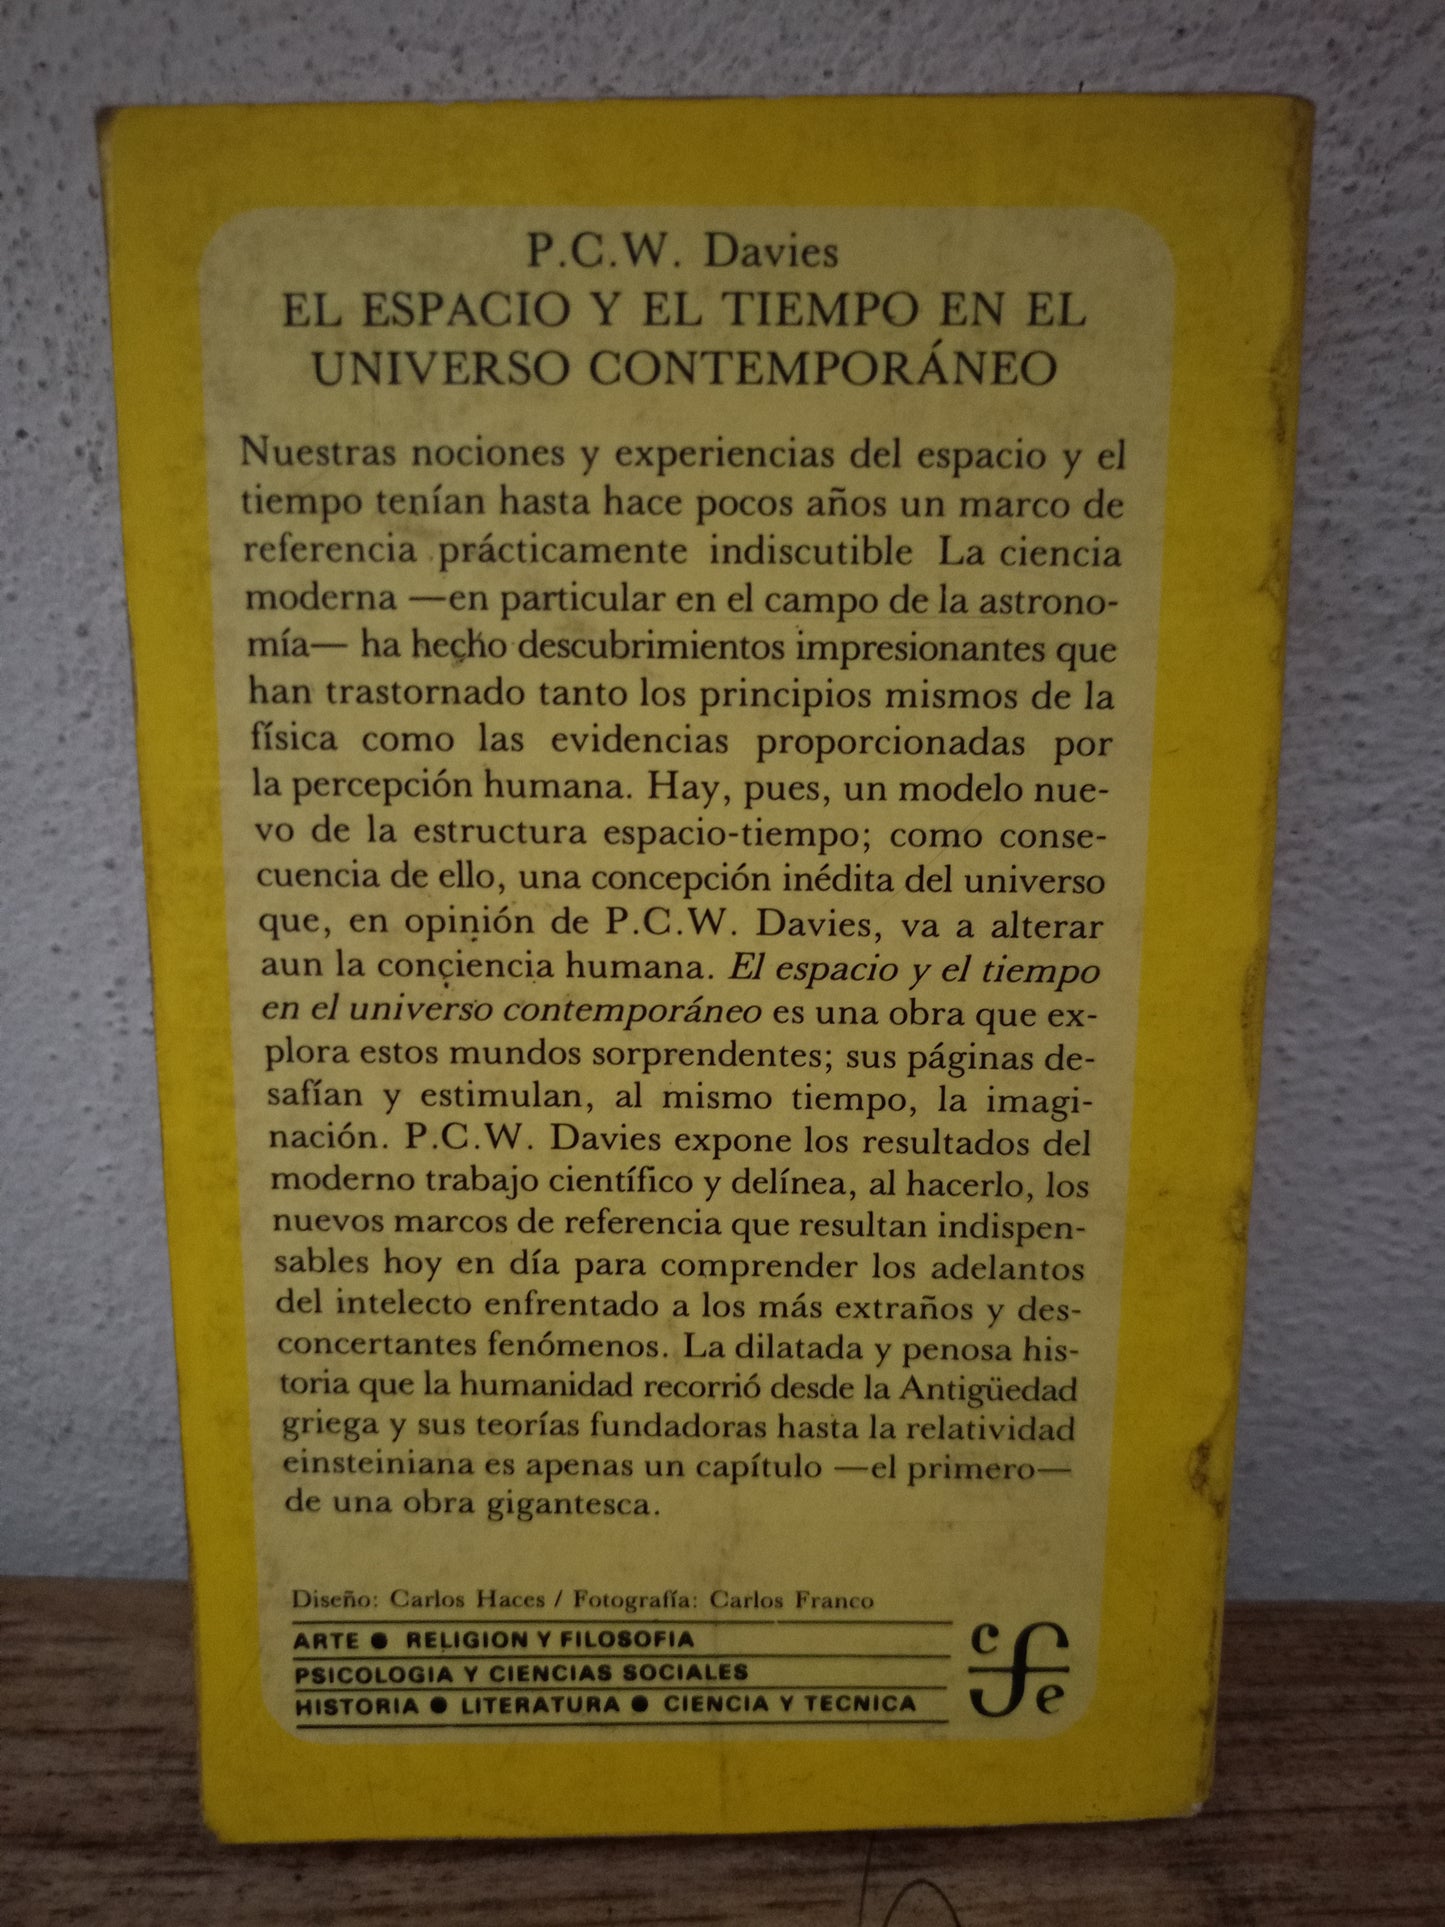 P.C.W. Davies
EL ESPACIO Y EL TIEMPO EN EL
UNIVERSO CONTEMPORÁNEO
Nuestras nociones y experiencias del espacio y el
tiempo tenían hasta hace pocos años un marco de
referencia prácticamente indiscutible La ciencia
moderna —en particular en el campo de la astrono-
mía— ha hecho descubrimientos impresionantes que
han trastornado tanto los principios mismos de la
física como las evidencias proporcionadas por
la percepción humana. Hay, pues, un modelo nue-
vo de la estructura espacio-tiempo; como conse-
cuencia de ello, una concepción inédita del universo
que, en opinión de P.C.W. Davies, va a alterar
aun la conciencia humana. El espacio y el tiempo
en el universo contemporáneo es una obra que ex-
plora estos mundos sorprendentes; sus páginas de-
safían y estimulan, al mismo tiempo, la imagi-
nación. P.C.W. Davies expone los resultados del
moderno trabajo científico y delínea, al hacerlo, los
nuevos marcos de referencia que resultan indispen-
sables hoy en día para comprender los adelantos
del intelecto enfrentado a los más extraños y des-
concertantes fenómenos. La dilatada y penosa his-
toria que la humanidad recorrió desde la Antigüedad
griega y sus teorías fundadoras hasta la relatividad
einsteiniana es apenas un capítulo —el primero—
de una obra gigantesca.
Diseño: Carlos Haces / Fotografía: Carlos Franco
ARTE ● RELIGION Y FILOSOFIA
PSICOLOGIA Y CIENCIAS SOCIALES
HISTORIA ● LITERATURA ● CIENCIA Y TECNICA
cfe